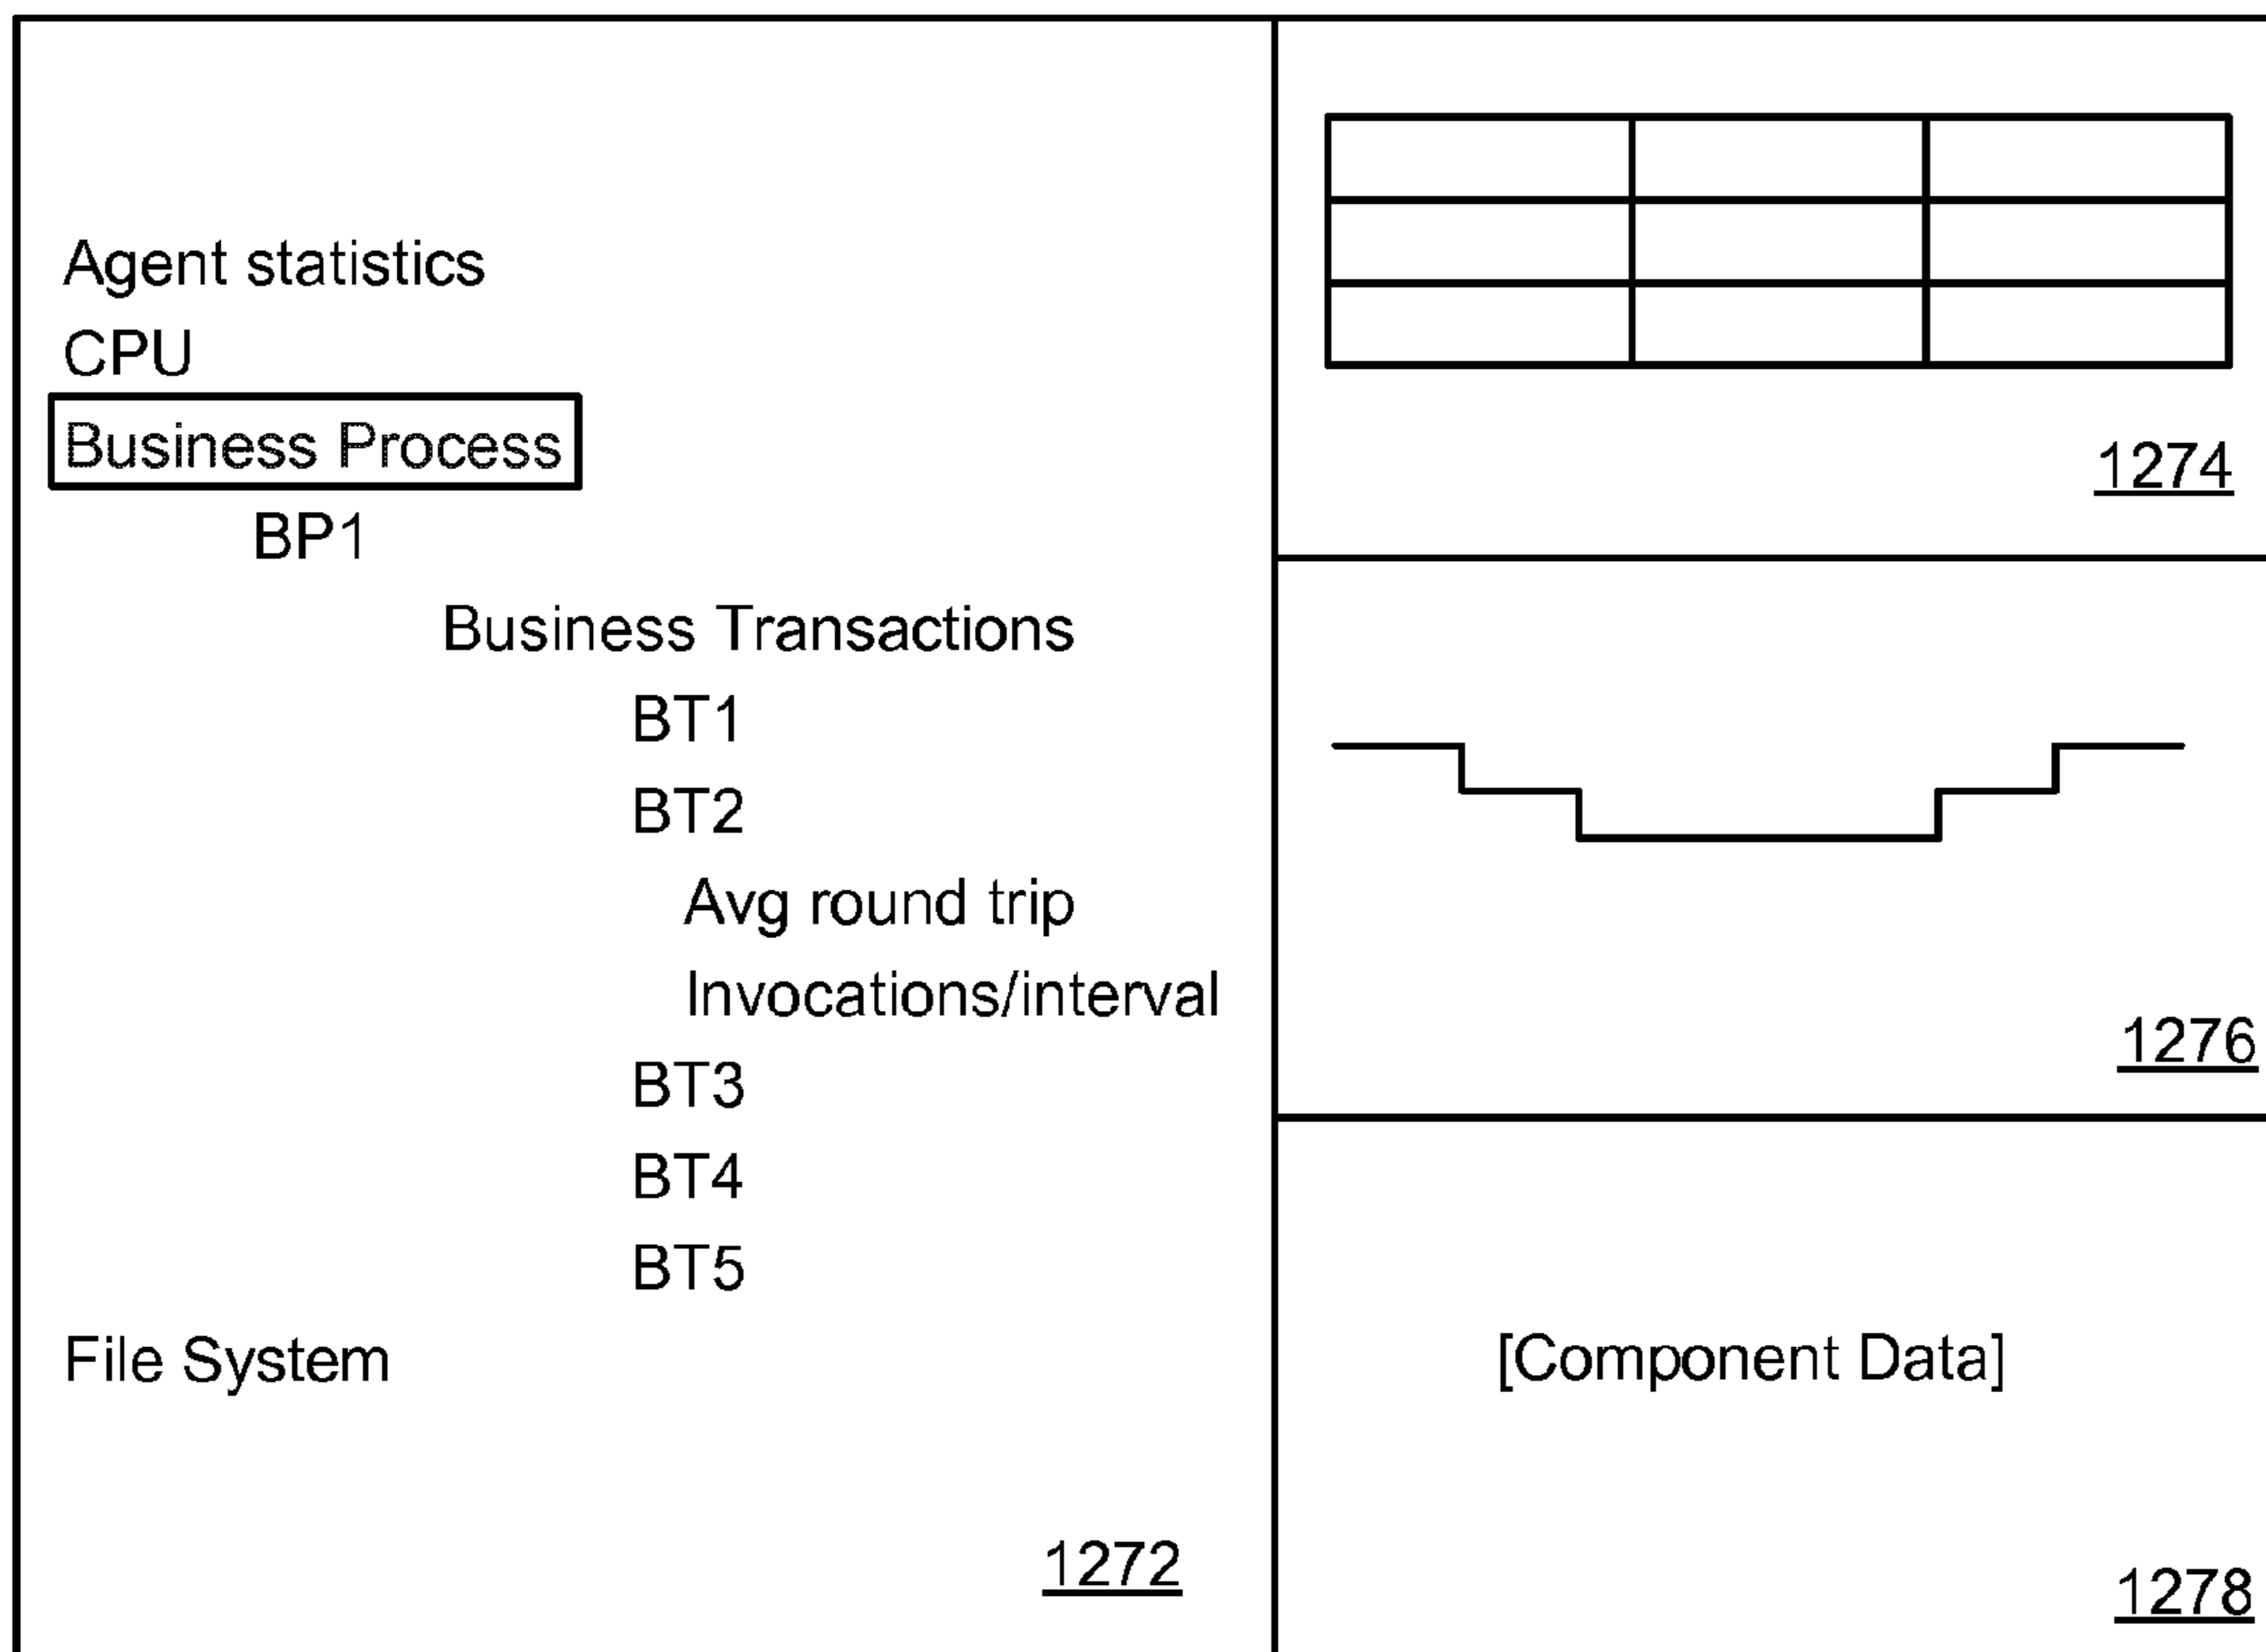 Agent statistics
CPU
Business Process
BP1
Business Transactions
BT1
BT2
Avg round trip
Invocations/interval
BT3
BT4
BT5
File System
1272
1274
1276
[Component Data]
1278